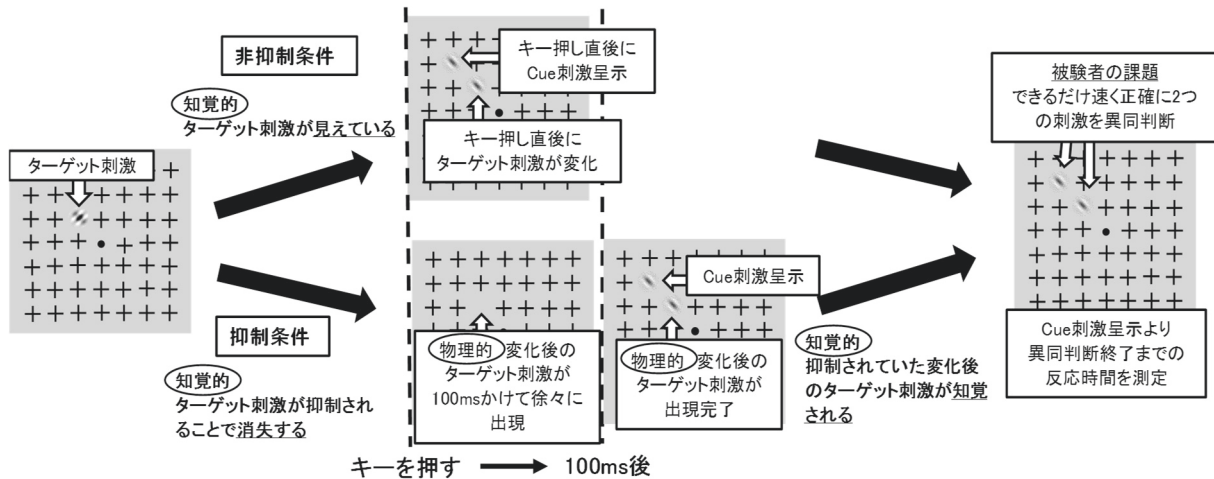 ターゲット刺激
非抑制条件
知覚的
ターゲット刺激が見えている
抑制条件
知覚的
ターゲット刺激が抑制され
ることで消失する
キー押し直後に
Cue刺激呈示
キー押し直後に
ターゲット刺激が変化
物理的 変化後の
ターゲット刺激が
100msかけて徐々に
出現
Cue刺激呈示
物理的 変化後の
ターゲット刺激が
出現完了
キーを押す
100ms後
知覚的
抑制されていた変化後
のターゲット刺激が知覚
される
被験者の課題
できるだけ速く正確に2つ
の刺激を異同判断
Cue刺激呈示より
異同判断終了までの
反応時間を測定